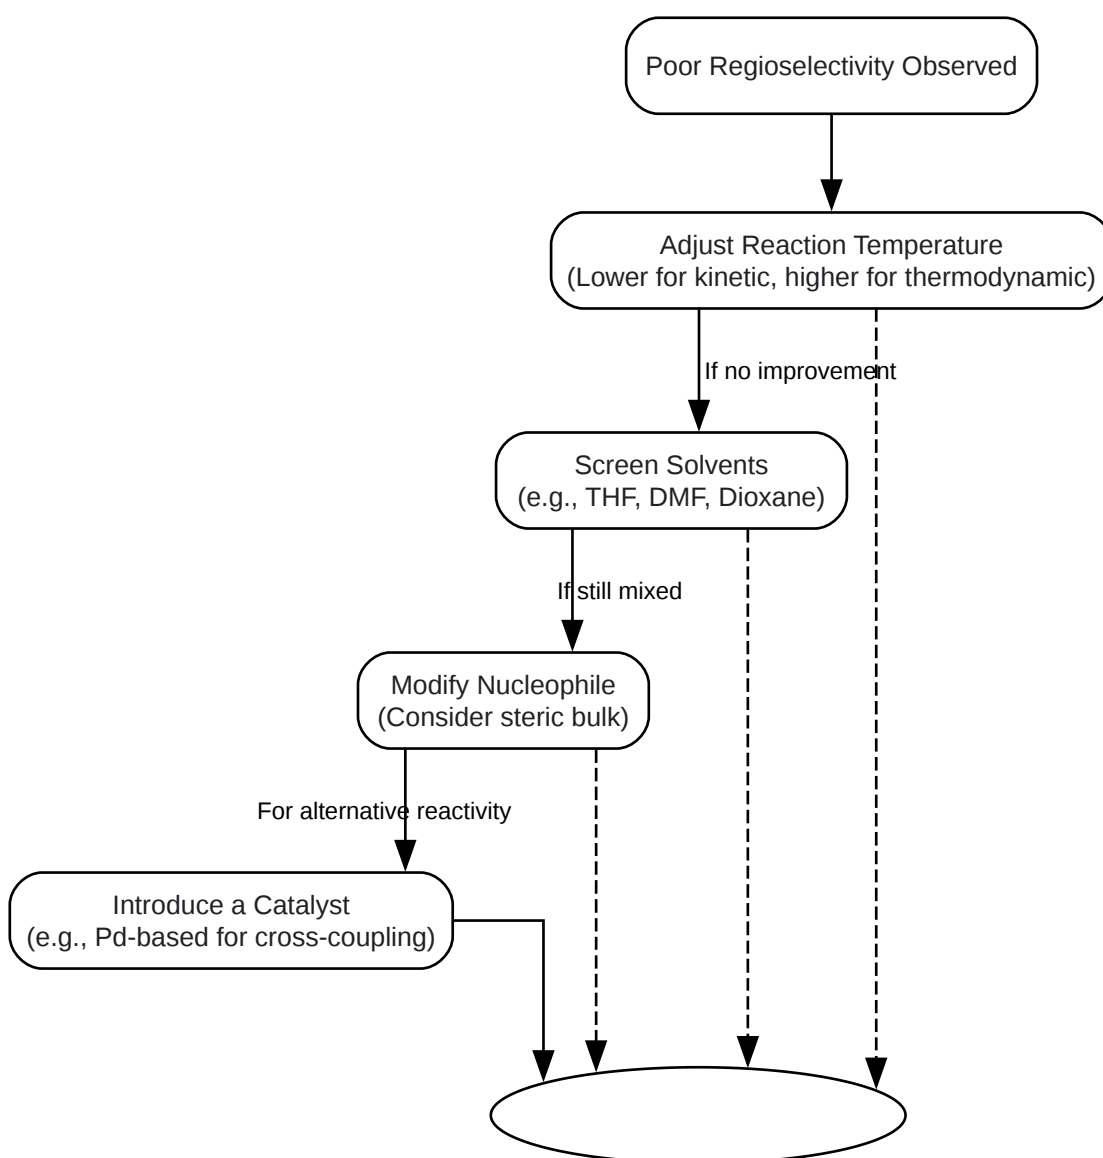 Poor Regioselectivity Observed
Adjust Reaction Temperature
(Lower for kinetic, higher for thermodynamic)
If no improvement
Screen Solvents
(e.g., THF, DMF, Dioxane)
If still mixed
Modify Nucleophile
(Consider steric bulk)
For alternative reactivity
Introduce a Catalyst
(e.g., Pd-based for cross-coupling)